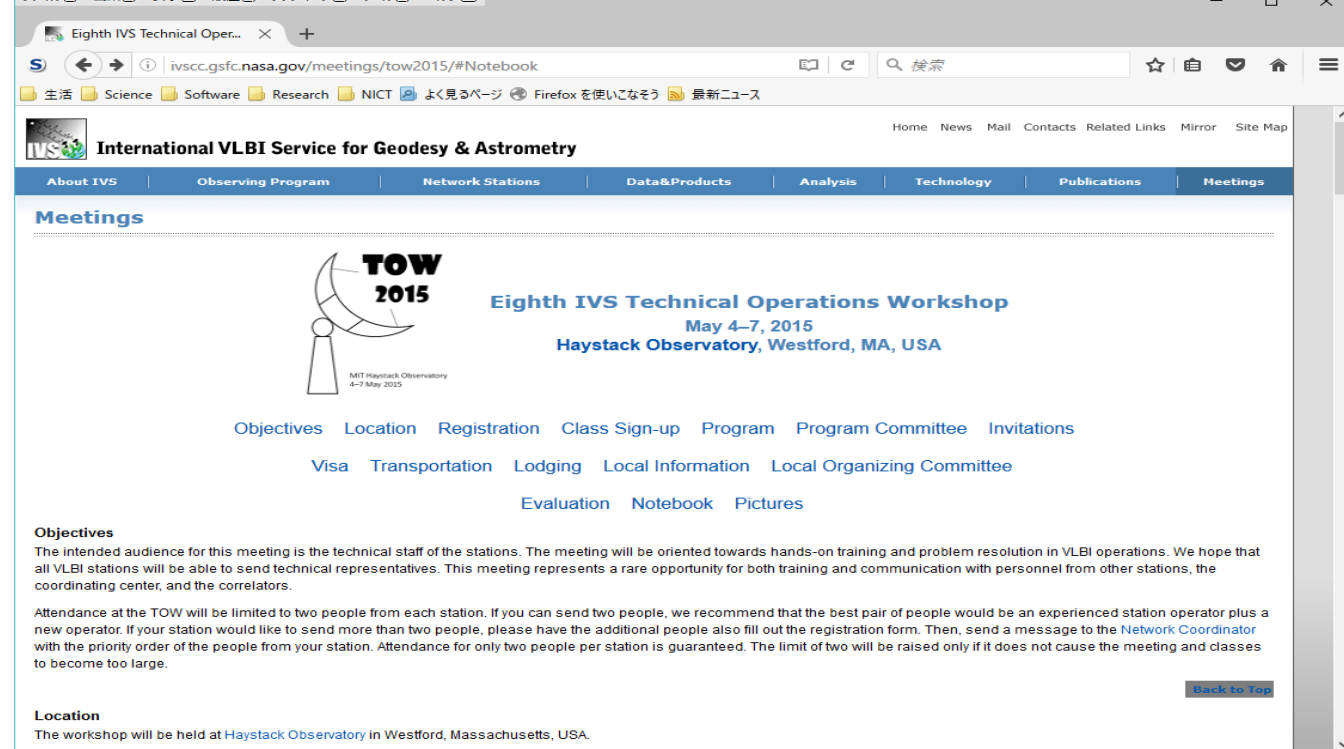 Eighth IVS Technical Oper...
ivscc.gsfc.nasa.gov/meetings/tow2015/#Notebook
検索
生活 Science Software Research NICT よく見るページ Firefox を使いこなそう 最新ニュース
Home News Mail Contacts Related Links Mirror Site Map
IVS
International VLBI Service for Geodesy & Astrometry
About IVS Observing Program Network Stations Data&Products Analysis Technology Publications Meetings
Meetings
TOW
2015
MIT Haystack Observatory
4–7 May 2015
Eighth IVS Technical Operations Workshop
May 4–7, 2015
Haystack Observatory, Westford, MA, USA
Objectives Location Registration Class Sign-up Program Program Committee Invitations
Visa Transportation Lodging Local Information Local Organizing Committee
Evaluation Notebook Pictures
Objectives
The intended audience for this meeting is the technical staff of the stations. The meeting will be oriented towards hands-on training and problem resolution in VLBI operations. We hope that
all VLBI stations will be able to send technical representatives. This meeting represents a rare opportunity for both training and communication with personnel from other stations, the
coordinating center, and the correlators.
Attendance at the TOW will be limited to two people from each station. If you can send two people, we recommend that the best pair of people would be an experienced station operator plus a
new operator. If your station would like to send more than two people, please have the additional people also fill out the registration form. Then, send a message to the Network Coordinator
with the priority order of the people from your station. Attendance for only two people per station is guaranteed. The limit of two will be raised only if it does not cause the meeting and classes
to become too large.
Back to Top
Location
The workshop will be held at Haystack Observatory in Westford, Massachusetts, USA.